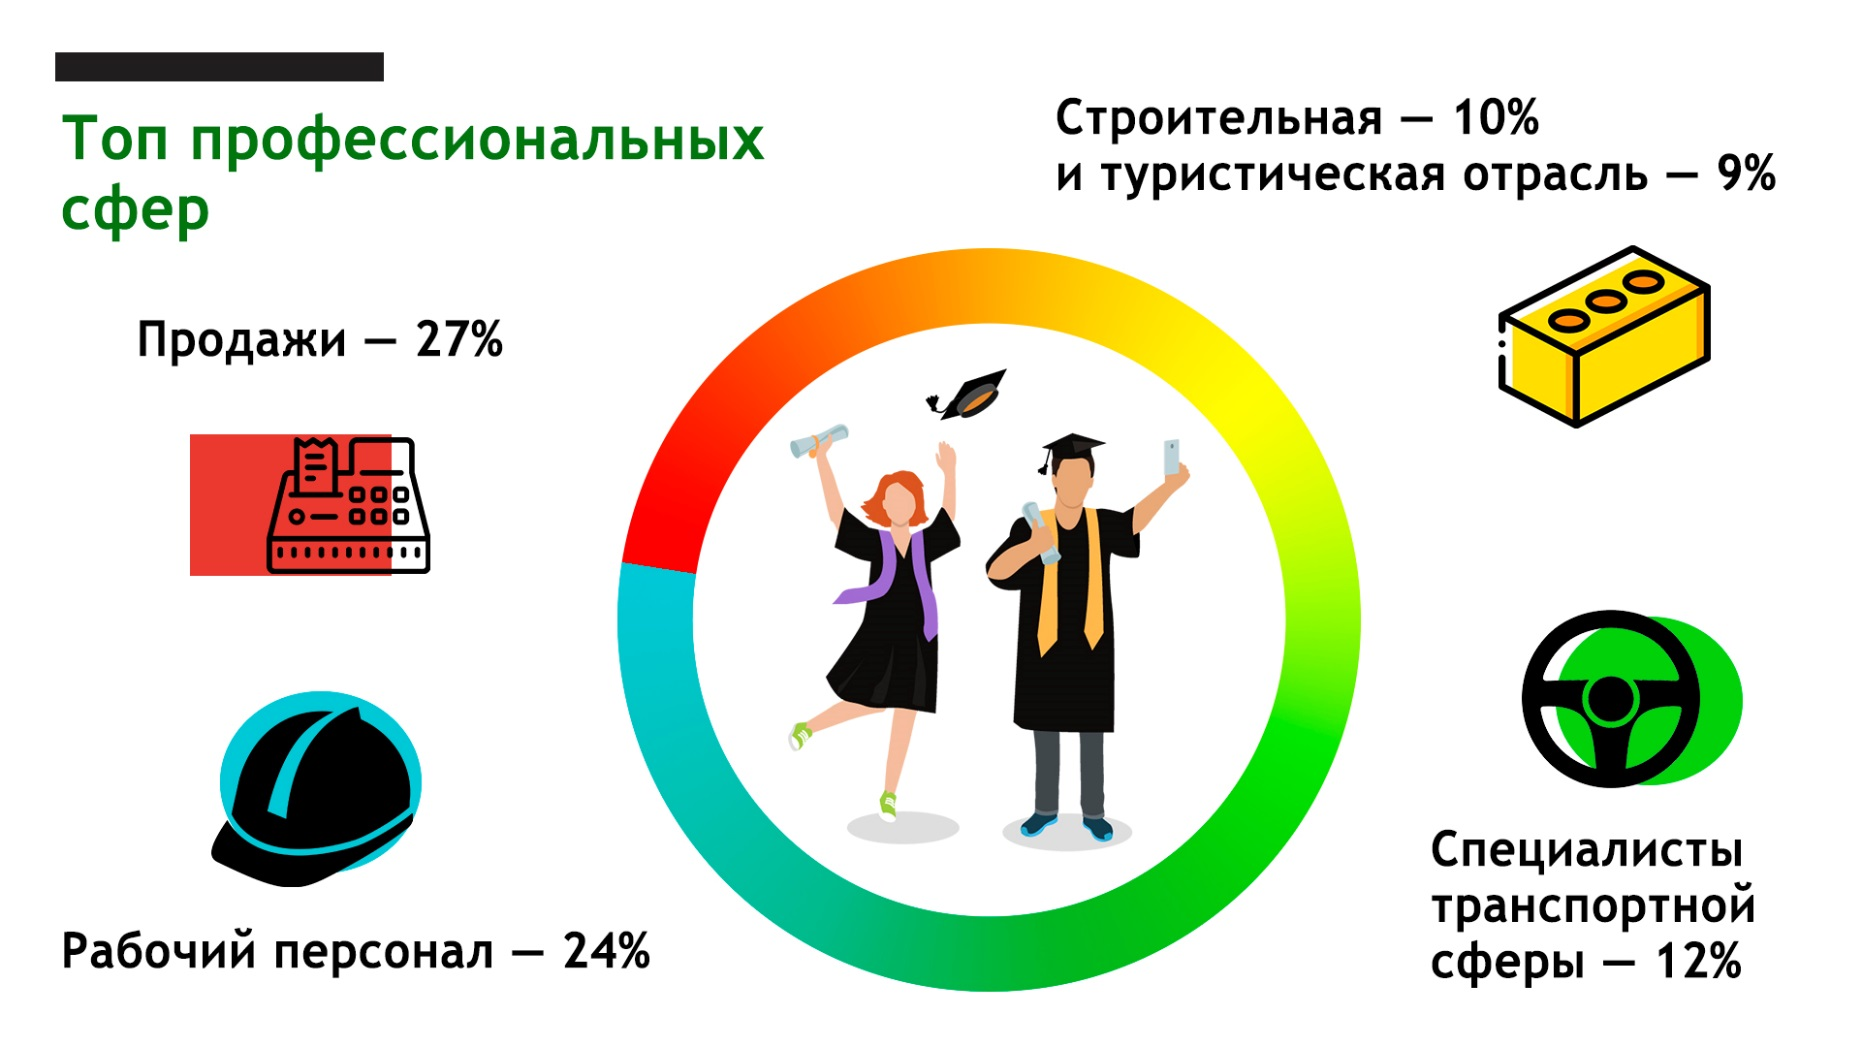 Топ профессиональных
сфер
Строительная — 10%
и туристическая отрасль — 9%
Продажи — 27%
Рабочий персонал — 24%
Специалисты
транспортной
сферы — 12%